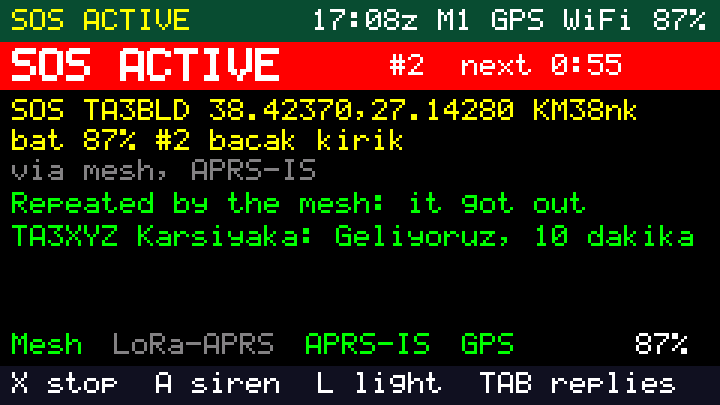 SOS ACTIVE 17:08z M1 GPS WiFi 87%
SOS ACTIVE #2 next 0:55
SOS TA3BLD 38.42370,27.14280 KM38nk
bat 87% #2 bacak kirik
via mesh, APRS-IS
Repeated by the mesh: it got out
TA3XYZ Karsiyaka: Geliyoruz, 10 dakika
Mesh LoRa-APRS APRS-IS GPS 87%
X stop A siren L light TAB replies